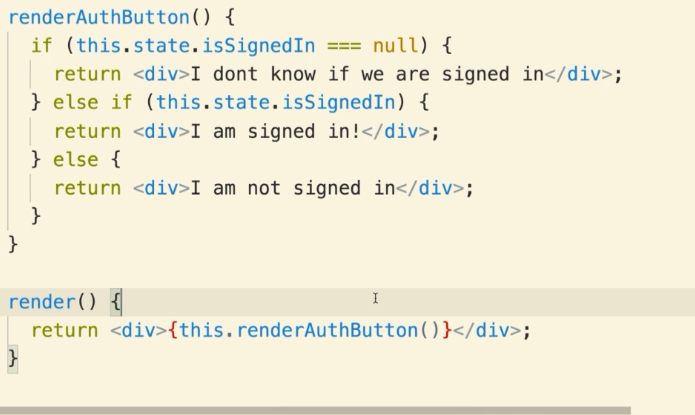 renderAuthButton() {
if (this.state.isSignedIn === null) {
return <div>I dont know if we are signed in</div>;
} else if (this.state.isSignedIn) {
return <div>I am signed in!</div>;
} else {
return <div>I am not signed in</div>;
}
}
render() {
return <div>{this.renderAuthButton()}</div>;
}